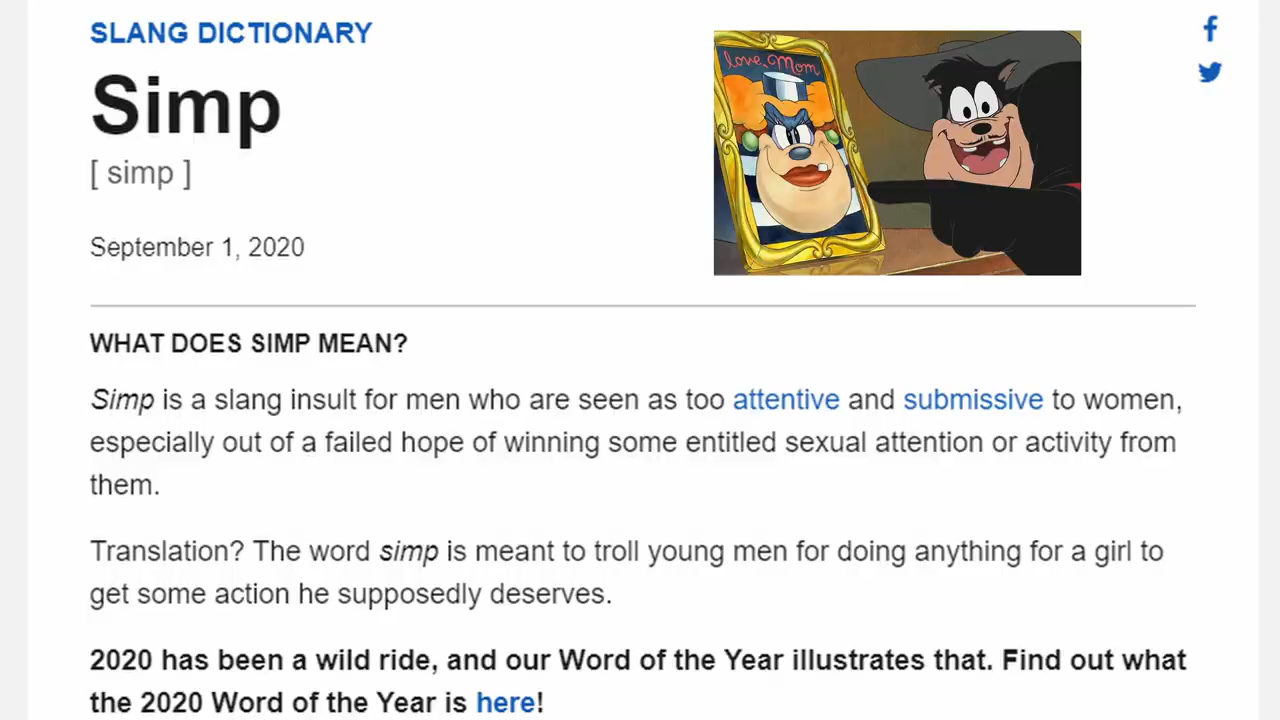 SLANG DICTIONARY
Simp
[ simp ]
September 1, 2020
love, Mom
WHAT DOES SIMP MEAN?
Simp is a slang insult for men who are seen as too attentive and submissive to women,
especially out of a failed hope of winning some entitled sexual attention or activity from
them.
Translation? The word simp is meant to troll young men for doing anything for a girl to
get some action he supposedly deserves.
2020 has been a wild ride, and our Word of the Year illustrates that. Find out what
the 2020 Word of the Year is here!